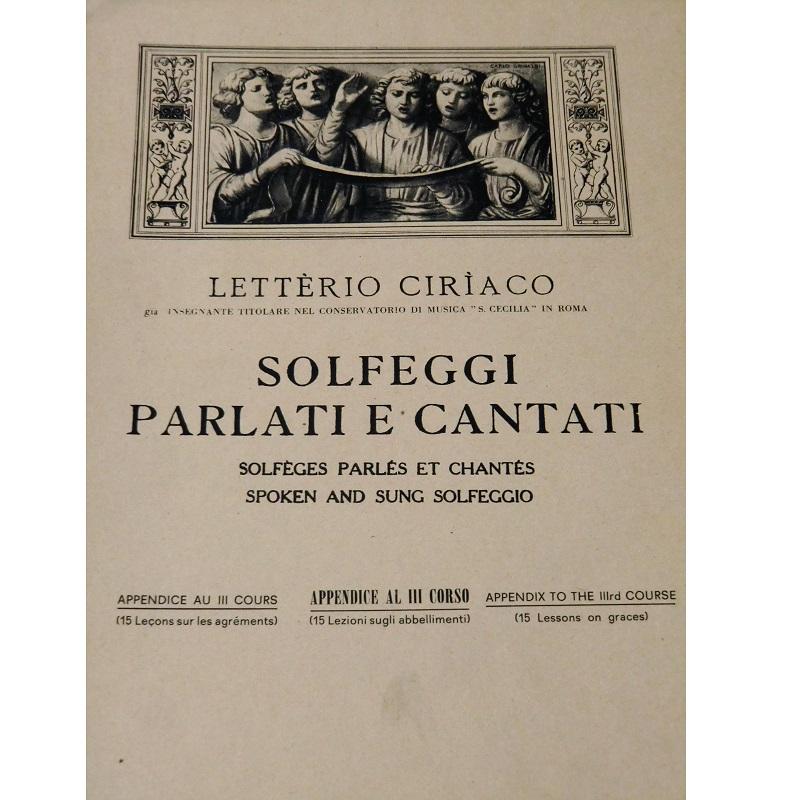 CARLO GRIMALDI
LETTÈRIO CIRÌACO
già INSEGNANTE TITOLARE NEL CONSERVATORIO DI MUSICA "S. CECILIA" IN ROMA
SOLFEGGI
PARLATI E CANTATI
SOLFÈGES PARLÉS ET CHANTÉS
SPOKEN AND SUNG SOLFEGGIO
APPENDICE AU III COURS
(15 Leçons sur les agréments)
APPENDICE AL III CORSO
(15 Lezioni sugli abbellimenti)
APPENDIX TO THE IIIrd COURSE
(15 Lessons on graces)